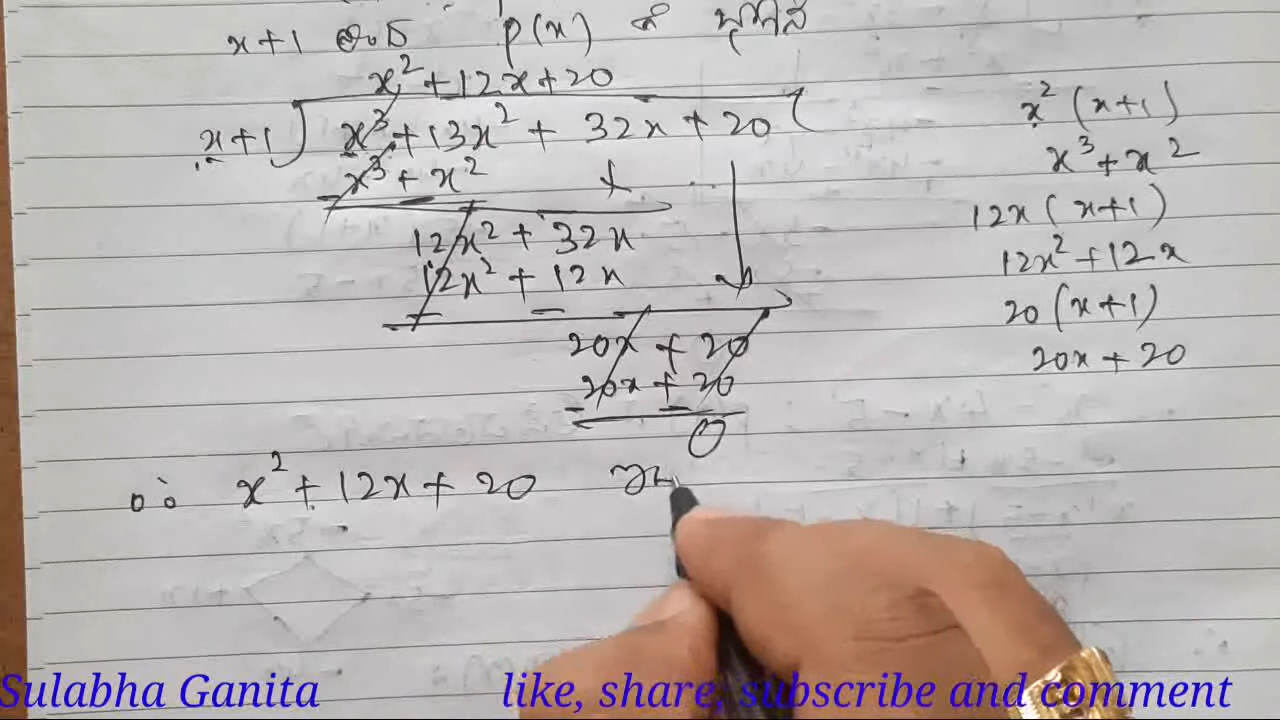 x+1 ಒಂದು p(x) ನ
x² + 12x + 20
x+1 ) x³ + 13x² + 32x + 20 (
x³ + x²
12x² + 32x
12x² + 12x
20x + 20
20x + 20
0
x² (x+1)
x³ + x²
12x (x+1)
12x² + 12x
20 (x+1)
20x + 20
∴ x² + 12x + 20
Sulabha Ganita like, share, subscribe and comment